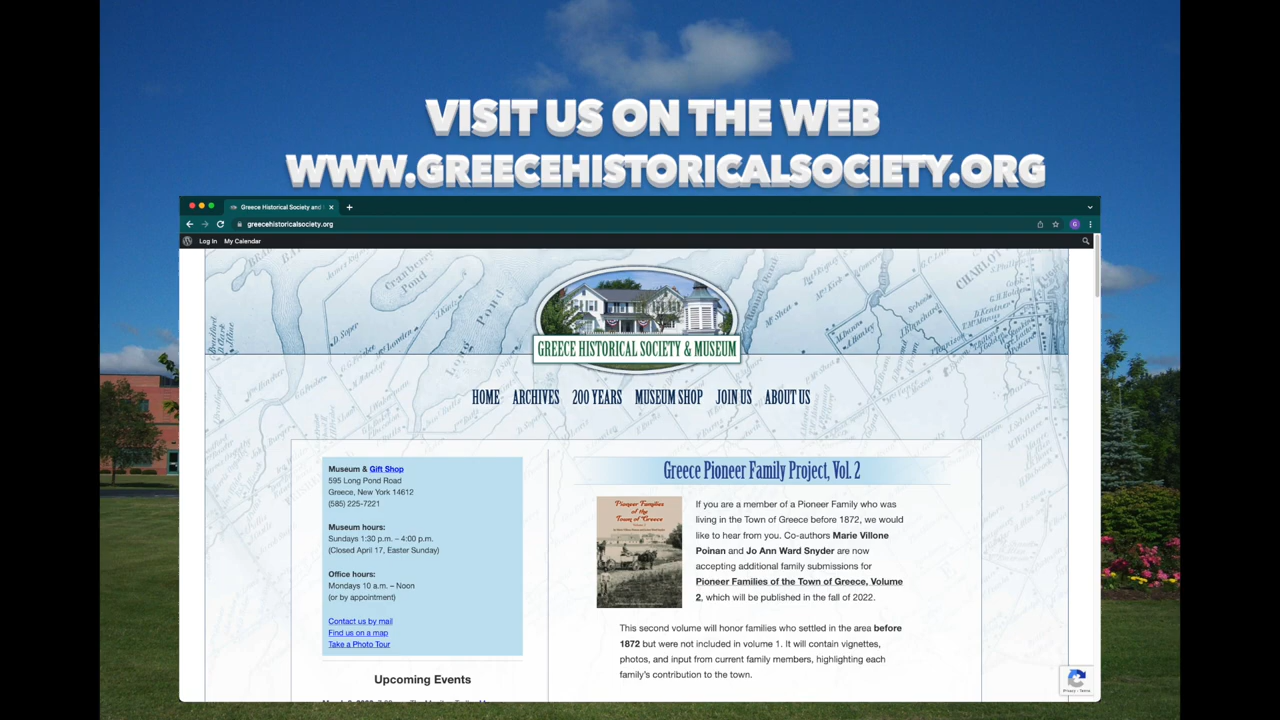 VISIT US ON THE WEB
WWW.GREECEHISTORICALSOCIETY.ORG
Greece Historical Society and
greecehistoricalsociety.org
G
Log In My Calendar
Cranberry Pond
Long Pond
D. Soper
GREECE HISTORICAL SOCIETY & MUSEUM
HOME ARCHIVES 200 YEARS MUSEUM SHOP JOIN US ABOUT US
Museum & Gift Shop
595 Long Pond Road
Greece, New York 14612
(585) 225-7221
Museum hours:
Sundays 1:30 p.m. – 4:00 p.m.
(Closed April 17, Easter Sunday)
Office hours:
Mondays 10 a.m. – Noon
(or by appointment)
Contact us by mail
Find us on a map
Take a Photo Tour
Upcoming Events
Greece Pioneer Family Project, Vol. 2
Pioneer Families
of the
Town of Greece
If you are a member of a Pioneer Family who was
living in the Town of Greece before 1872, we would
like to hear from you. Co-authors Marie Villone
Poinan and Jo Ann Ward Snyder are now
accepting additional family submissions for
Pioneer Families of the Town of Greece, Volume
2, which will be published in the fall of 2022.
This second volume will honor families who settled in the area before
1872 but were not included in volume 1. It will contain vignettes,
photos, and input from current family members, highlighting each
family's contribution to the town.
Privacy - Terms